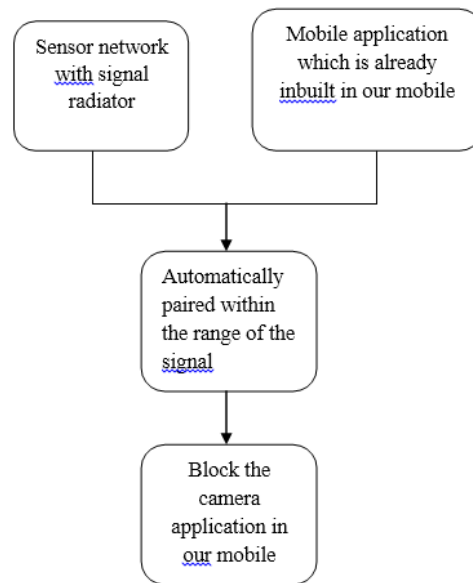 Sensor network
with signal
radiator
Mobile application
which is already
inbuilt in our mobile
Automatically
paired within
the range of the
signal
Block the
camera
application in
our mobile